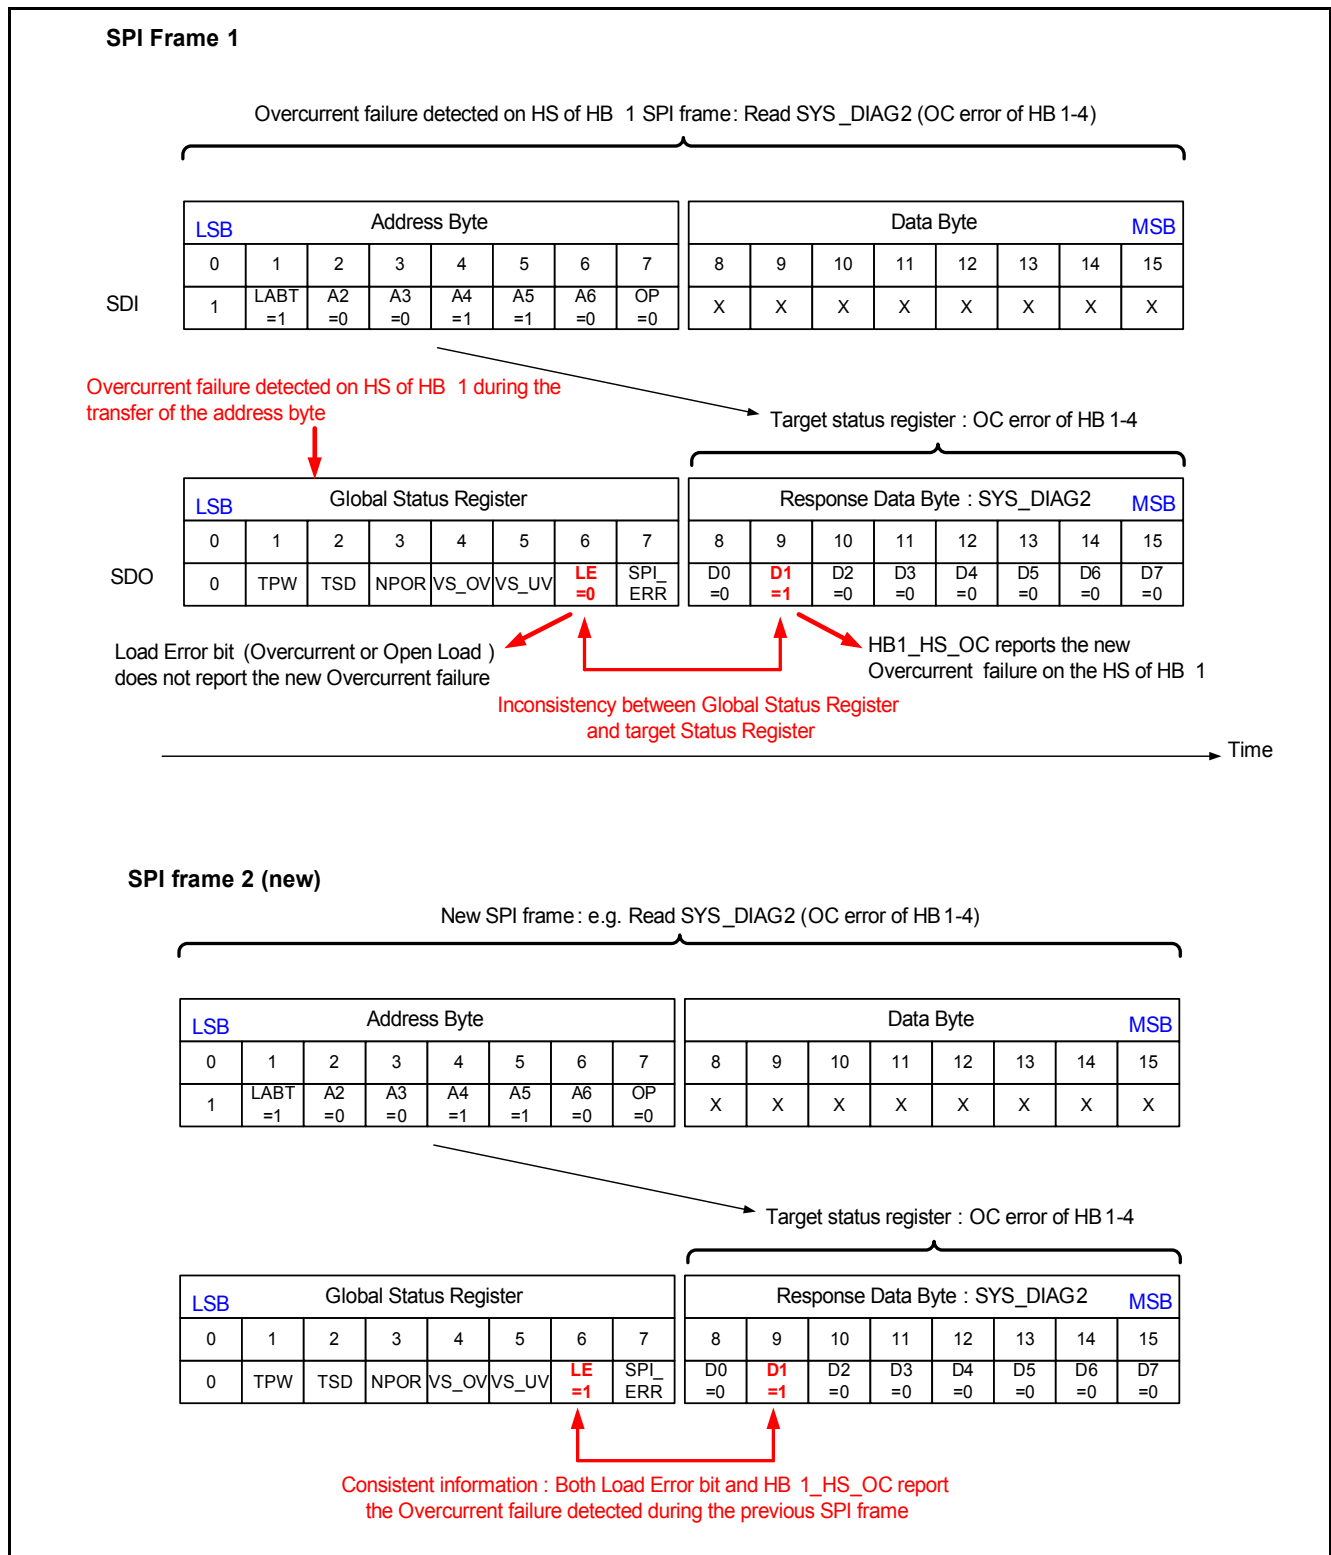 SPI Frame 1
Overcurrent failure detected on HS of HB 1 SPI frame: Read SYS_DIAG2 (OC error of HB 1-4)
LSB Address Byte Data Byte MSB
0 1 2 3 4 5 6 7 8 9 10 11 12 13 14 15
SDI 1 LABT =1 A2 =0 A3 =0 A4 =1 A5 =1 A6 =0 OP =0 X X X X X X X X
Overcurrent failure detected on HS of HB 1 during the
transfer of the address byte
Target status register : OC error of HB 1-4
LSB Global Status Register Response Data Byte : SYS_DIAG2 MSB
0 1 2 3 4 5 6 7 8 9 10 11 12 13 14 15
SDO 0 TPW TSD NPOR VS_OV VS_UV LE =0 SPI_ ERR D0 =0 D1 =1 D2 =0 D3 =0 D4 =0 D5 =0 D6 =0 D7 =0
Load Error bit (Overcurrent or Open Load )
does not report the new Overcurrent failure
HB1_HS_OC reports the new
Overcurrent failure on the HS of HB 1
Inconsistency between Global Status Register
and target Status Register
Time
SPI frame 2 (new)
New SPI frame: e.g. Read SYS_DIAG2 (OC error of HB 1-4)
LSB Address Byte Data Byte MSB
0 1 2 3 4 5 6 7 8 9 10 11 12 13 14 15
1 LABT =1 A2 =0 A3 =0 A4 =1 A5 =1 A6 =0 OP =0 X X X X X X X X
Target status register : OC error of HB 1-4
LSB Global Status Register Response Data Byte : SYS_DIAG2 MSB
0 1 2 3 4 5 6 7 8 9 10 11 12 13 14 15
0 TPW TSD NPOR VS_OV VS_UV LE =1 SPI_ ERR D0 =0 D1 =1 D2 =0 D3 =0 D4 =0 D5 =0 D6 =0 D7 =0
Consistent information : Both Load Error bit and HB 1_HS_OC report
the Overcurrent failure detected during the previous SPI frame